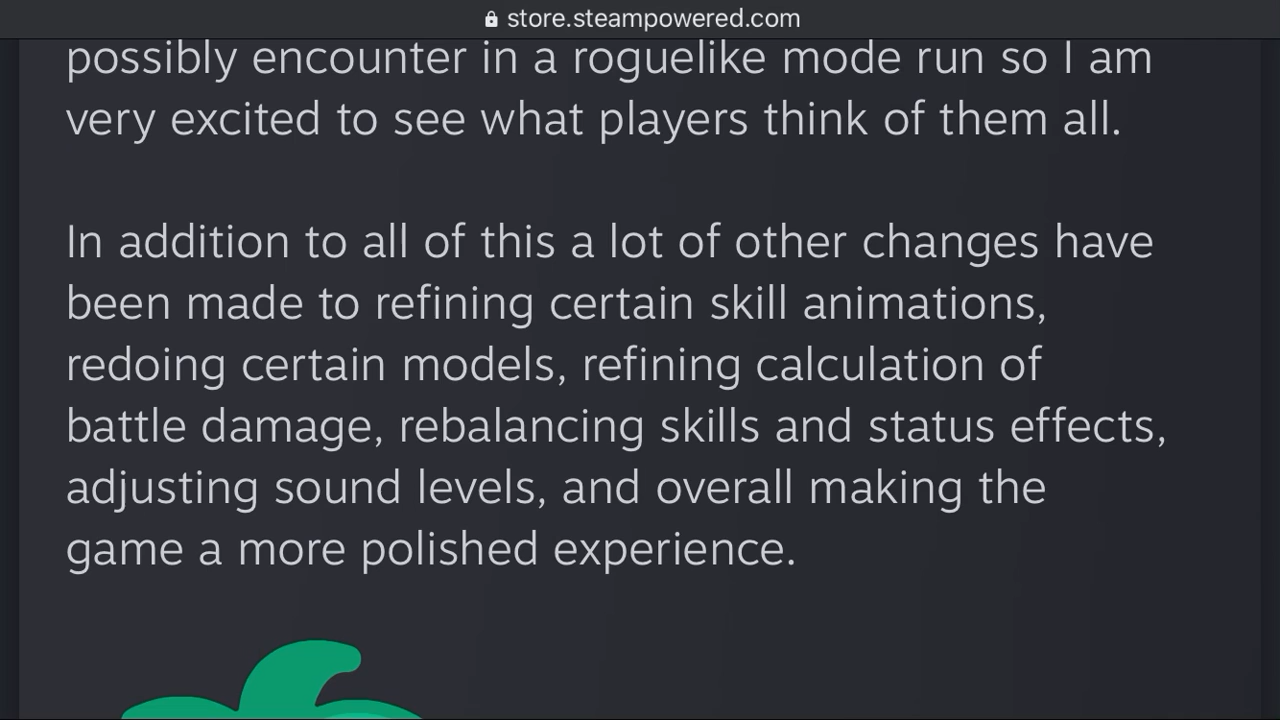 store.steampowered.com
possibly encounter in a roguelike mode run so I am
very excited to see what players think of them all.
In addition to all of this a lot of other changes have
been made to refining certain skill animations,
redoing certain models, refining calculation of
battle damage, rebalancing skills and status effects,
adjusting sound levels, and overall making the
game a more polished experience.